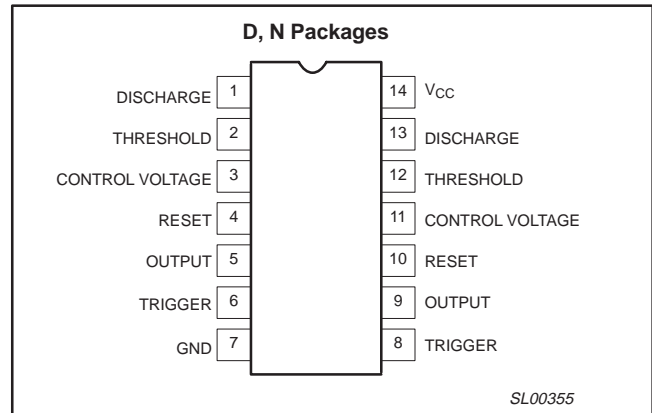 D, N Packages
DISCHARGE 1 14 VCC
THRESHOLD 2 13 DISCHARGE
CONTROL VOLTAGE 3 12 THRESHOLD
RESET 4 11 CONTROL VOLTAGE
OUTPUT 5 10 RESET
TRIGGER 6 9 OUTPUT
GND 7 8 TRIGGER
SL00355